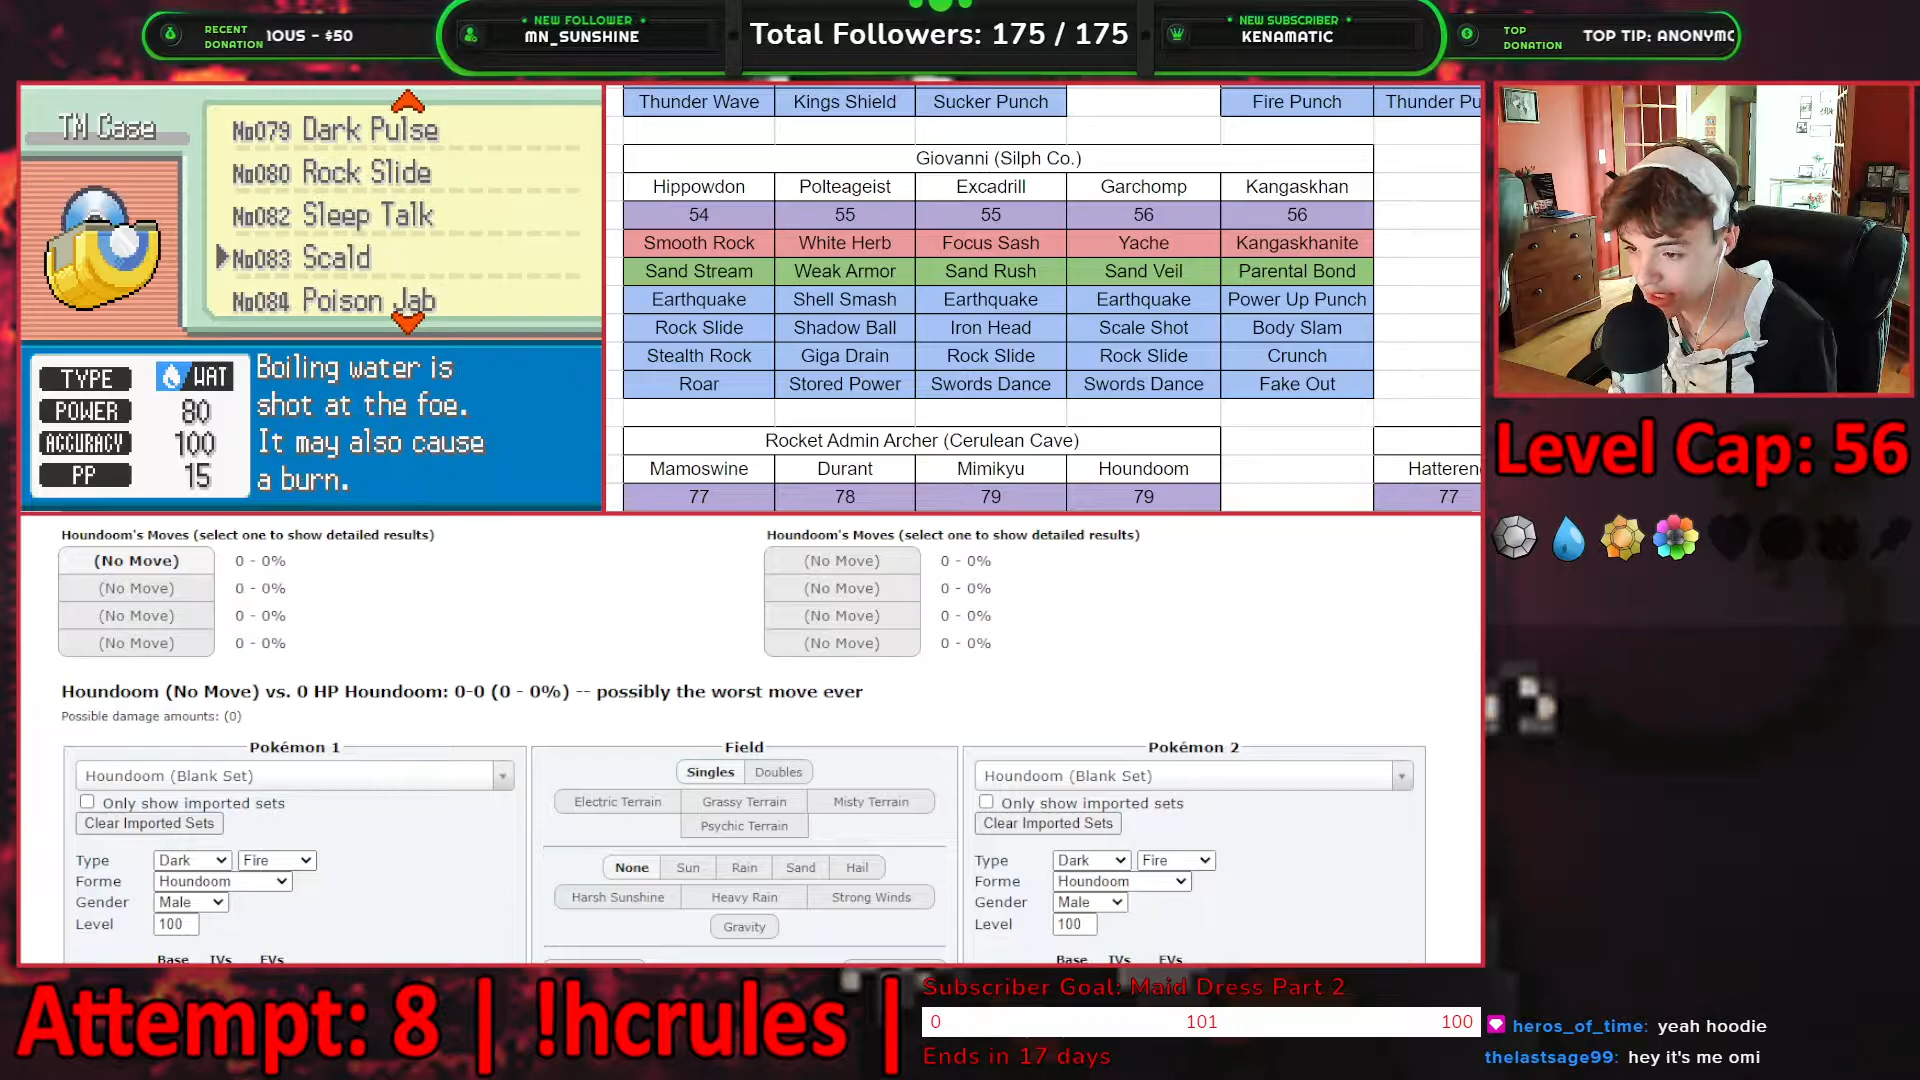 RECENT DONATION IOUS - $50
• NEW FOLLOWER •
MN_SUNSHINE
Total Followers: 175 / 175
• NEW SUBSCRIBER •
KENAMATIC
TOP DONATION TOP TIP: ANONYMO
TM Case
No079 Dark Pulse
No080 Rock Slide
No082 Sleep Talk
No083 Scald
No084 Poison Jab
TYPE WAT
POWER 80
ACCURACY 100
PP 15
Boiling water is
shot at the foe.
It may also cause
a burn.
Thunder Wave Kings Shield Sucker Punch Fire Punch Thunder Pu
Giovanni (Silph Co.)
Hippowdon Polteageist Excadrill Garchomp Kangaskhan
54 55 55 56 56
Smooth Rock White Herb Focus Sash Yache Kangaskhanite
Sand Stream Weak Armor Sand Rush Sand Veil Parental Bond
Earthquake Shell Smash Earthquake Earthquake Power Up Punch
Rock Slide Shadow Ball Iron Head Scale Shot Body Slam
Stealth Rock Giga Drain Rock Slide Rock Slide Crunch
Roar Stored Power Swords Dance Swords Dance Fake Out
Rocket Admin Archer (Cerulean Cave)
Mamoswine Durant Mimikyu Houndoom Hatteren
77 78 79 79 77
Level Cap: 56
Houndoom's Moves (select one to show detailed results) Houndoom's Moves (select one to show detailed results)
(No Move) 0 - 0% (No Move) 0 - 0%
(No Move) 0 - 0% (No Move) 0 - 0%
(No Move) 0 - 0% (No Move) 0 - 0%
(No Move) 0 - 0% (No Move) 0 - 0%
Houndoom (No Move) vs. 0 HP Houndoom: 0-0 (0 - 0%) -- possibly the worst move ever
Possible damage amounts: (0)
Pokémon 1
Houndoom (Blank Set)
Only show imported sets
Clear Imported Sets
Type Dark Fire
Forme Houndoom
Gender Male
Level 100
Base IVs EVs
Field
Singles Doubles
Electric Terrain Grassy Terrain Misty Terrain
Psychic Terrain
None Sun Rain Sand Hail
Harsh Sunshine Heavy Rain Strong Winds
Gravity
Pokémon 2
Houndoom (Blank Set)
Only show imported sets
Clear Imported Sets
Type Dark Fire
Forme Houndoom
Gender Male
Level 100
Base IVs EVs
Attempt: 8 | !hcrules |
Subscriber Goal: Maid Dress Part 2
0 101 100
Ends in 17 days
heros_of_time: yeah hoodie
thelastsage99: hey it's me omi